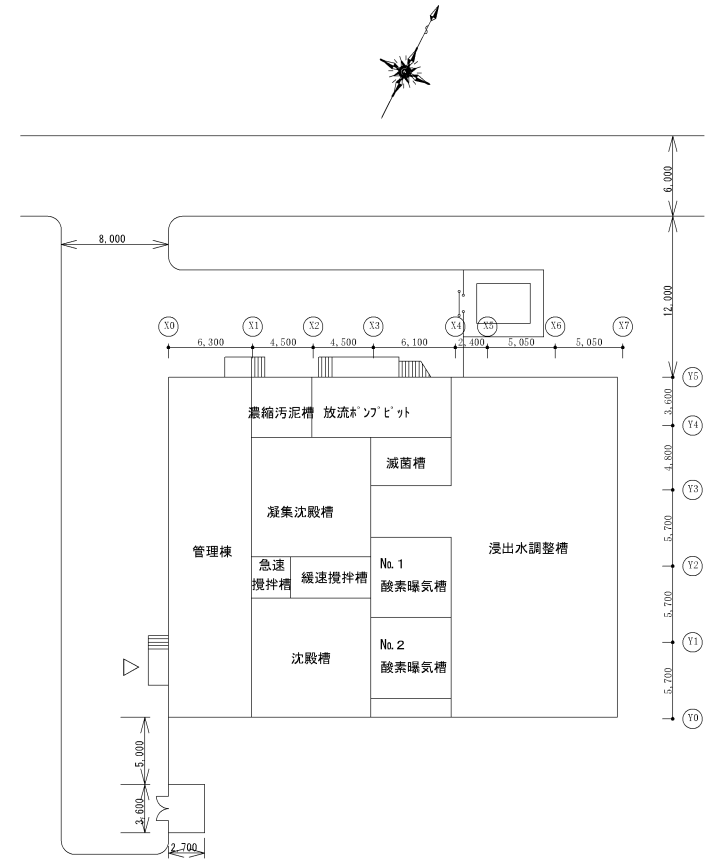 6,000
8,000
12,000
X0
X1
X2
X3
X4
X5
X6
X7
6,300
4,500
4,500
6,100
2,400
5,050
5,050
Y5
3,600
濃縮汚泥槽
放流ポンプピット
Y4
4,800
滅菌槽
Y3
凝集沈殿槽
5,700
管理棟
浸出水調整槽
急速
攪拌槽
緩速攪拌槽
No.1
酸素曝気槽
Y2
5,700
Y1
沈殿槽
No.2
酸素曝気槽
5,700
Y0
5,000
3,600
2,700